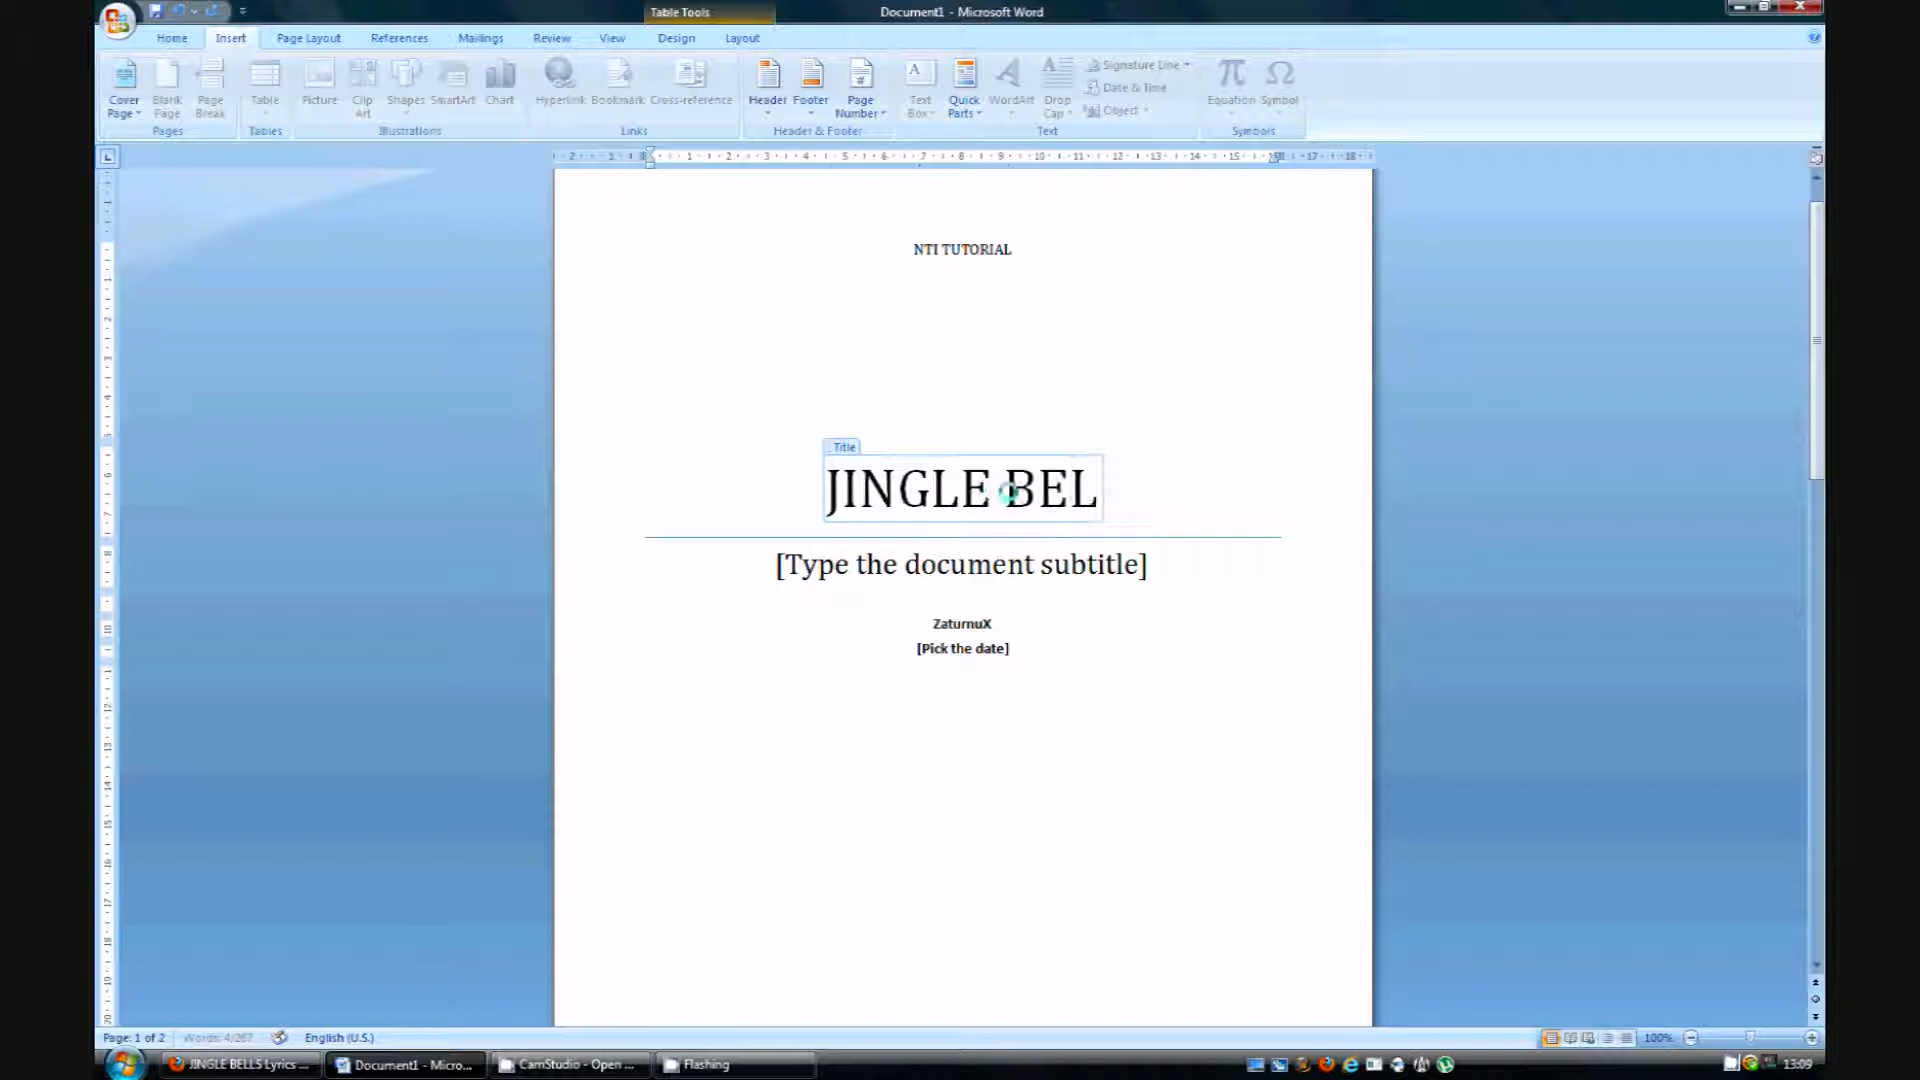 Table Tools
Document1 - Microsoft Word
Home Insert Page Layout References Mailings Review View Design Layout
Cover Page
Blank Page
Page Break
Table
Picture
Clip Art
Shapes
SmartArt
Chart
Hyperlink
Bookmark
Cross-reference
Header
Footer
Page Number
Text Box
Quick Parts
WordArt
Drop Cap
Signature Line
Date & Time
Object
Equation
Symbol
Pages Tables Illustrations Links Header & Footer Text Symbols
NTI TUTORIAL
Title
JINGLE BEL
[Type the document subtitle]
ZaturnuX
[Pick the date]
Page: 1 of 2 Words: 4/267 English (U.S.) 100%
JINGLE BELLS Lyrics ... Document1 - Micro... CamStudio - Open ... Flashing 13:09